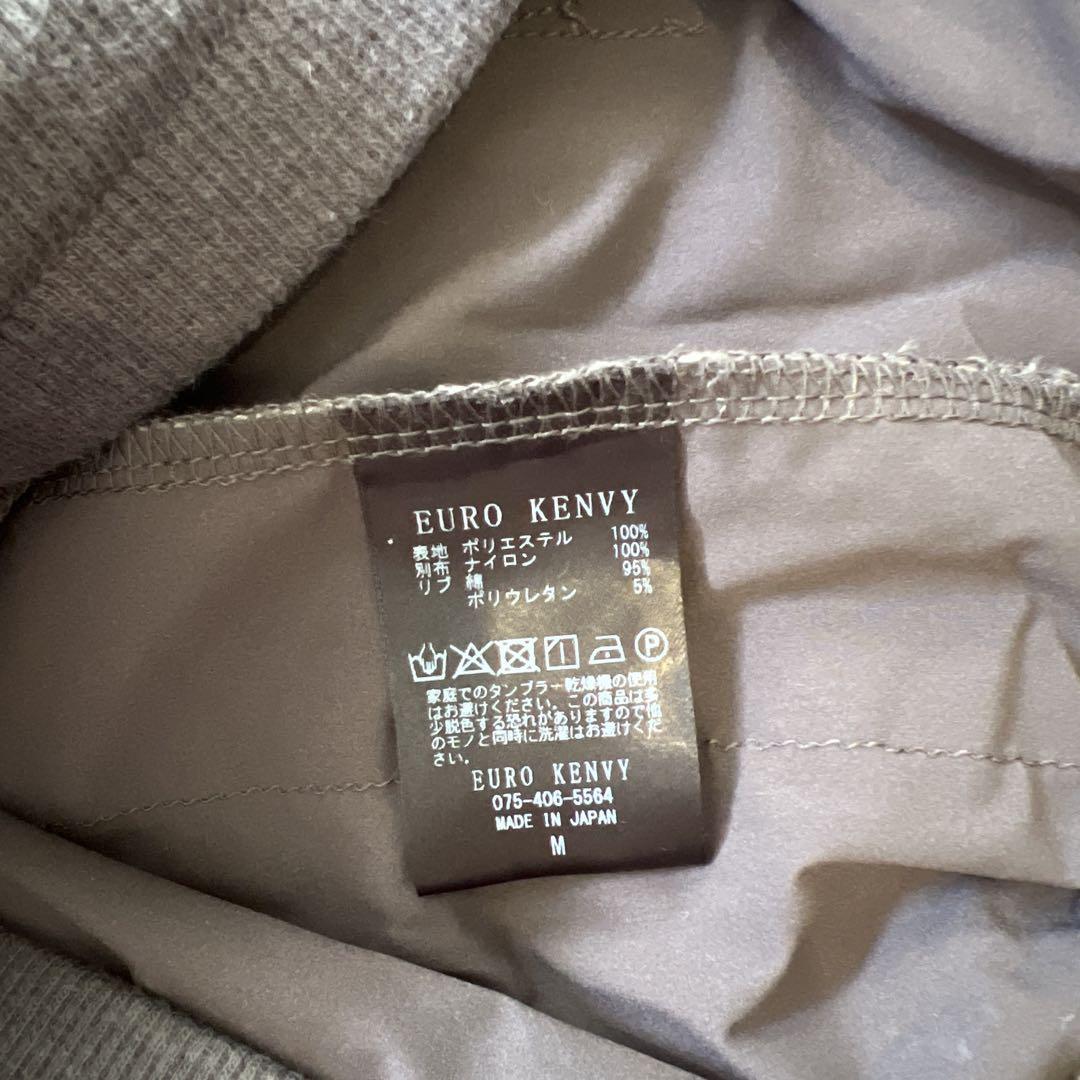 EURO KENVY
表地 ポリエステル 100%
別布 ナイロン 100%
リブ 綿 95%
ポリウレタン 5%
P
家庭でのタンブラー乾燥機の使用
はお避けください。この商品は多
少脱色する恐れがありますので他
のモノと同時に洗濯はお避けくだ
さい。
EURO KENVY
075-406-5564
MADE IN JAPAN
M